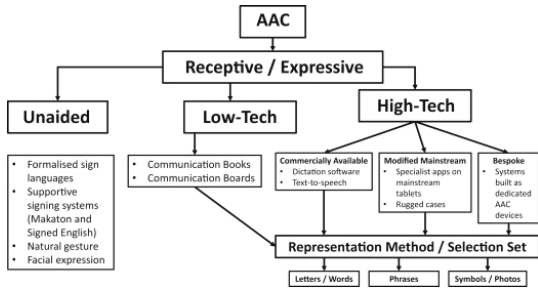 AAC
Receptive / Expressive
Unaided
Low-Tech
High-Tech
• Formalised sign
languages
• Supportive
signing systems
(Makaton and
Signed English)
• Natural gesture
• Facial expression
• Communication Books
• Communication Boards
Commercially Available
• Dictation software
• Text-to-speech
Modified Mainstream
• Specialist apps on
mainstream
tablets
• Rugged cases
Bespoke
• Systems
built as
dedicated
AAC
devices
Representation Method / Selection Set
Letters / Words
Phrases
Symbols / Photos